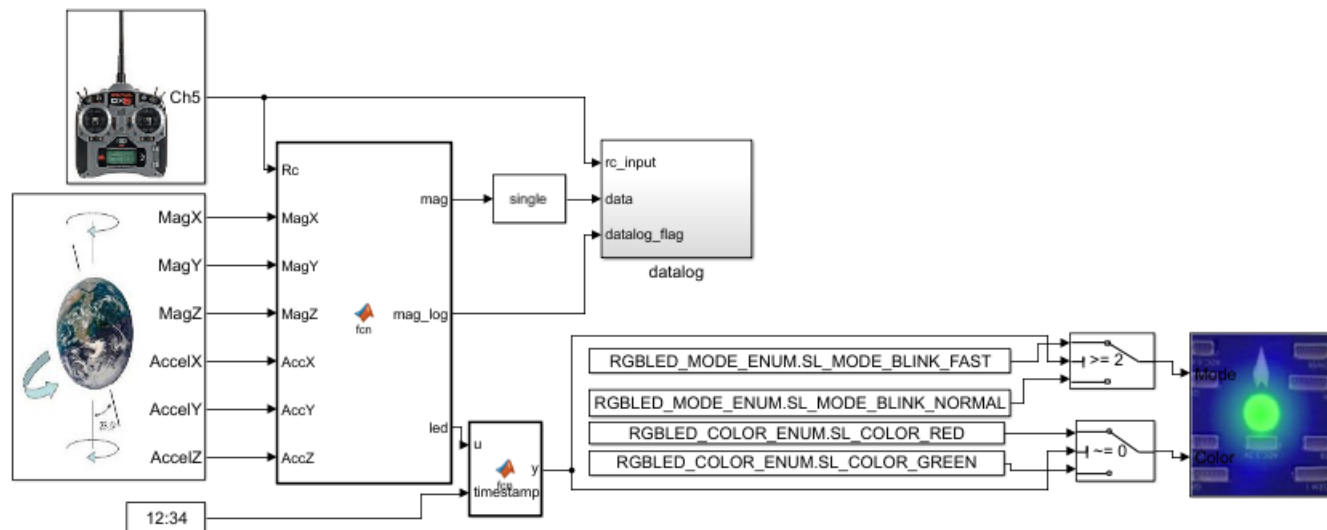 Ch5
MagX
MagY
MagZ
AccelX
AccelY
AccelZ
12:34
Rc
MagX
MagY
MagZ
AccX
AccY
AccZ
fcn
mag
mag_log
led
single
rc_input
data
datalog_flag
datalog
u
timestamp
fcn
y
RGBLED_MODE_ENUM.SL_MODE_BLINK_FAST
RGBLED_MODE_ENUM.SL_MODE_BLINK_NORMAL
RGBLED_COLOR_ENUM.SL_COLOR_RED
RGBLED_COLOR_ENUM.SL_COLOR_GREEN
>= 2
~= 0
Mode
Color